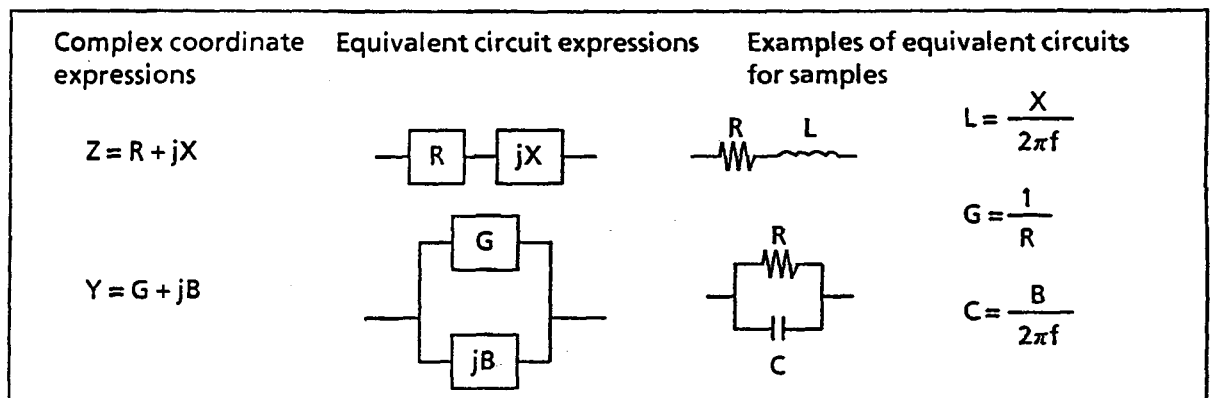 Complex coordinate expressions
Equivalent circuit expressions
Examples of equivalent circuits for samples
Z = R + jX
R
jX
R
L
L = X / 2πf
G = 1 / R
Y = G + jB
G
jB
R
C
C = B / 2πf